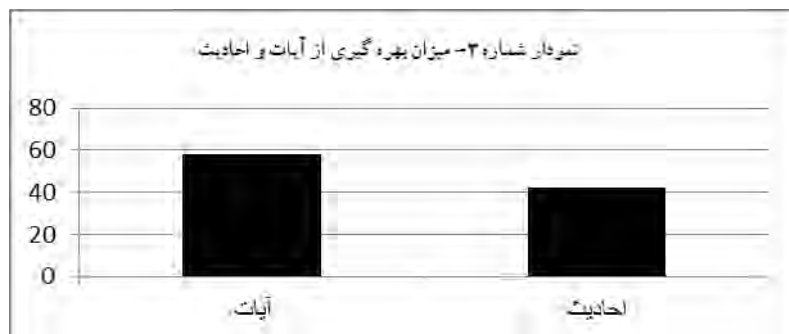 نمودار شماره ۳- میزان بهره گیری از آیات و احادیث
80
60
40
20
0
آیات
احادیث